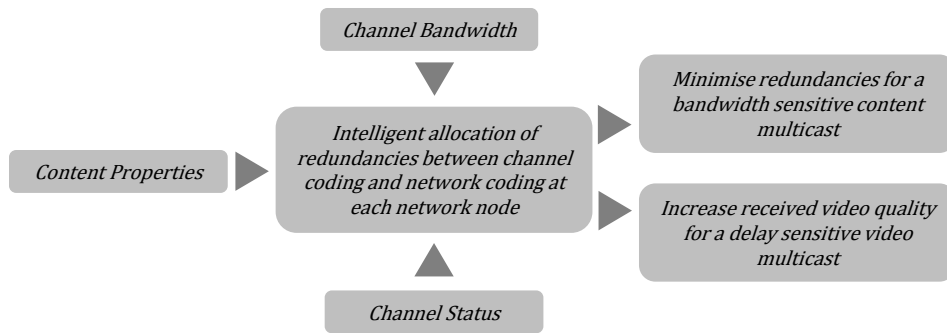 Channel Bandwidth
Content Properties
Intelligent allocation of
redundancies between channel
coding and network coding at
each network node
Channel Status
Minimise redundancies for a
bandwidth sensitive content
multicast
Increase received video quality
for a delay sensitive video
multicast